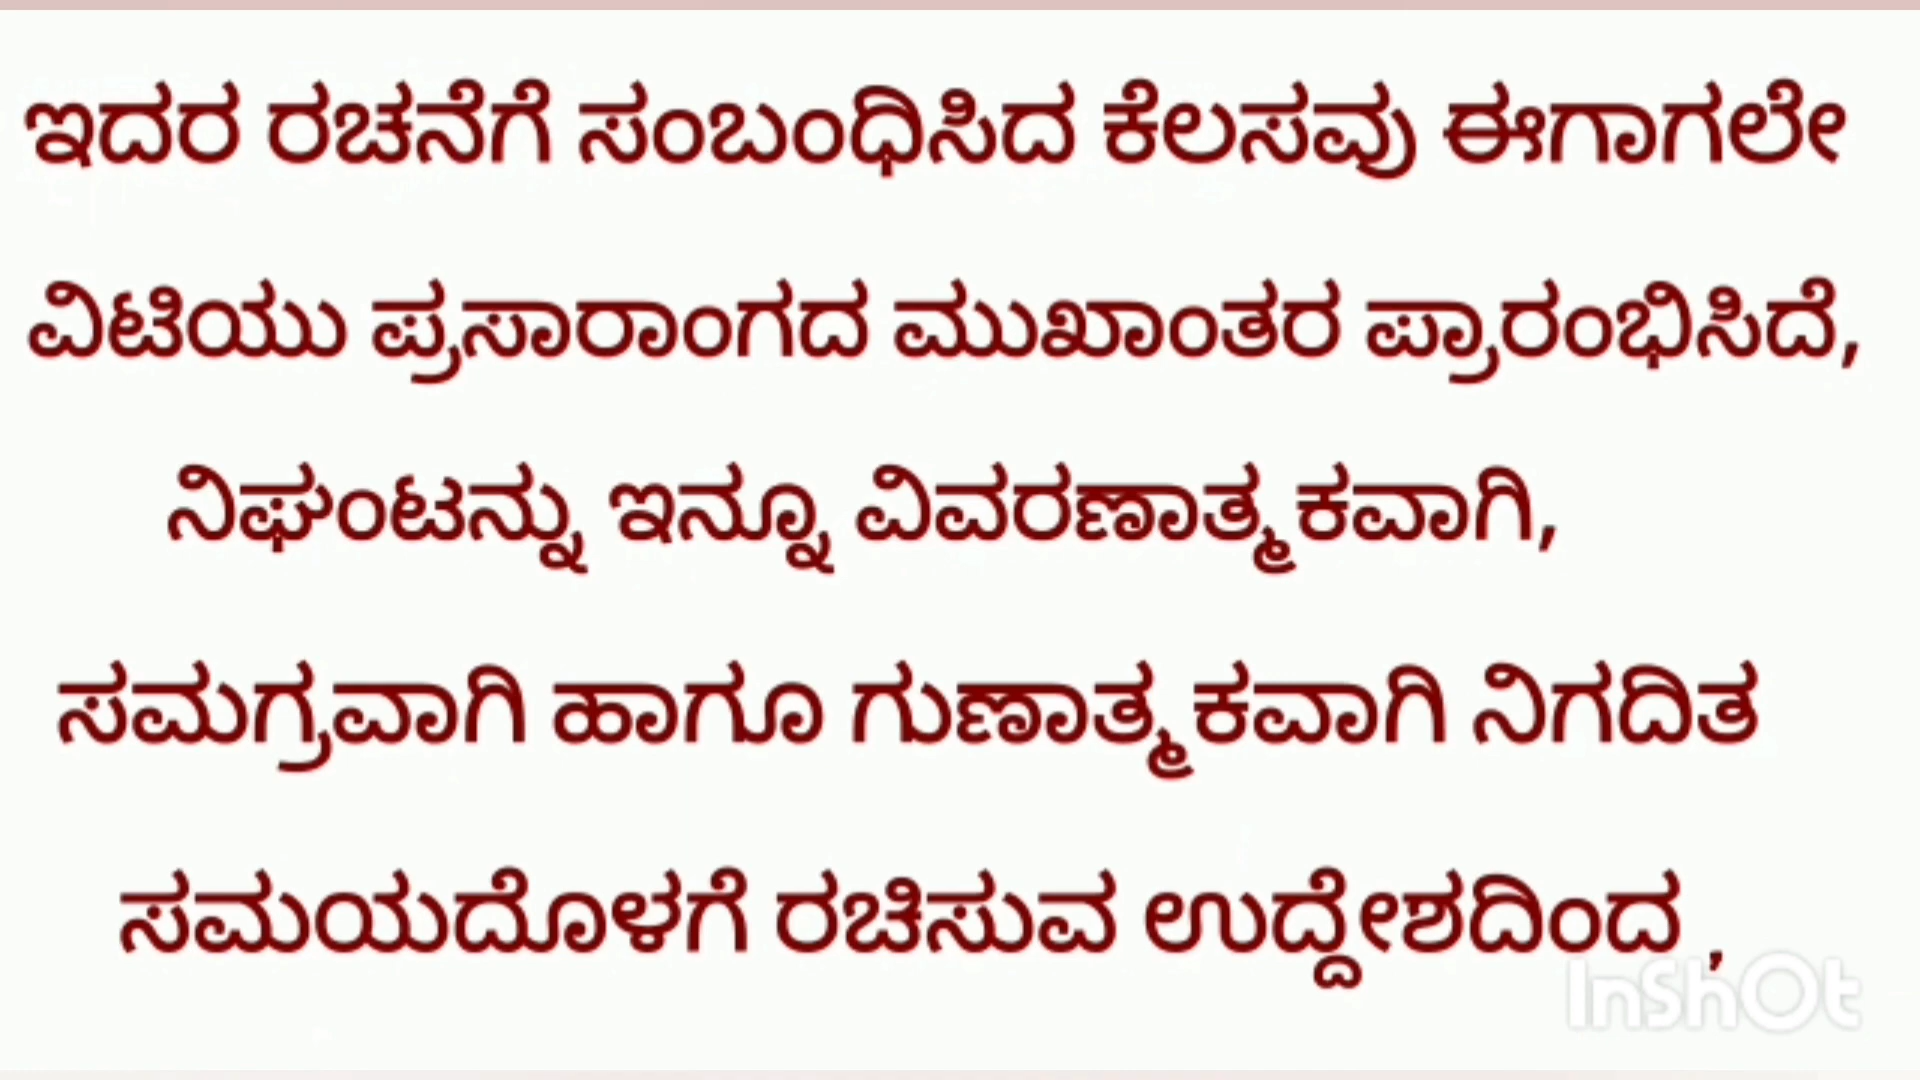 ಇದರ ರಚನೆಗೆ ಸಂಬಂಧಿಸಿದ ಕೆಲಸವು ಈಗಾಗಲೇ
ವಿಟಿಯು ಪ್ರಸಾರಾಂಗದ ಮುಖಾಂತರ ಪ್ರಾರಂಭಿಸಿದೆ,
ನಿಘಂಟನ್ನು ಇನ್ನೂ ವಿವರಣಾತ್ಮಕವಾಗಿ,
ಸಮಗ್ರವಾಗಿ ಹಾಗೂ ಗುಣಾತ್ಮಕವಾಗಿ ನಿಗದಿತ
ಸಮಯದೊಳಗೆ ರಚಿಸುವ ಉದ್ದೇಶದಿಂದ ,
InShOt